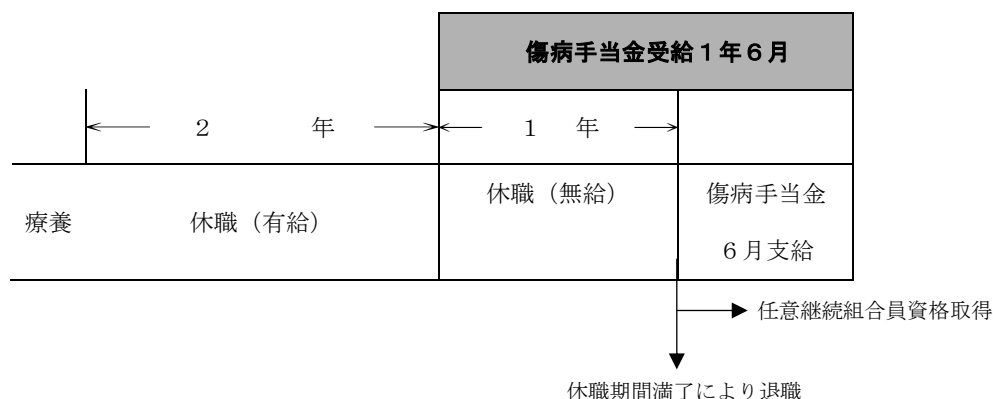 傷病手当金受給１年６月
２　年
１　年
療養
休職（有給）
休職（無給）
傷病手当金
６月支給
任意継続組合員資格取得
休職期間満了により退職